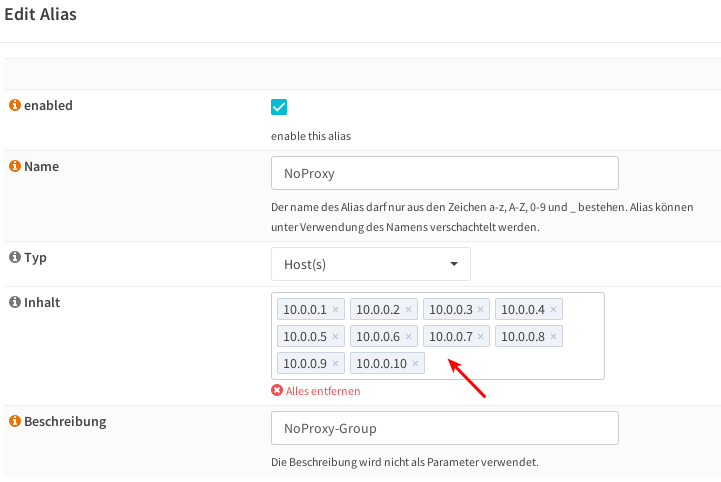 Edit Alias
enabled
enable this alias
Name
NoProxy
Der name des Alias darf nur aus den Zeichen a-z, A-Z, 0-9 und _ bestehen. Alias können
unter Verwendung des Namens verschachtelt werden.
Typ
Host(s)
Inhalt
10.0.0.1 × 10.0.0.2 × 10.0.0.3 × 10.0.0.4 ×
10.0.0.5 × 10.0.0.6 × 10.0.0.7 × 10.0.0.8 ×
10.0.0.9 × 10.0.0.10 ×
Alles entfernen
Beschreibung
NoProxy-Group
Die Beschreibung wird nicht als Parameter verwendet.